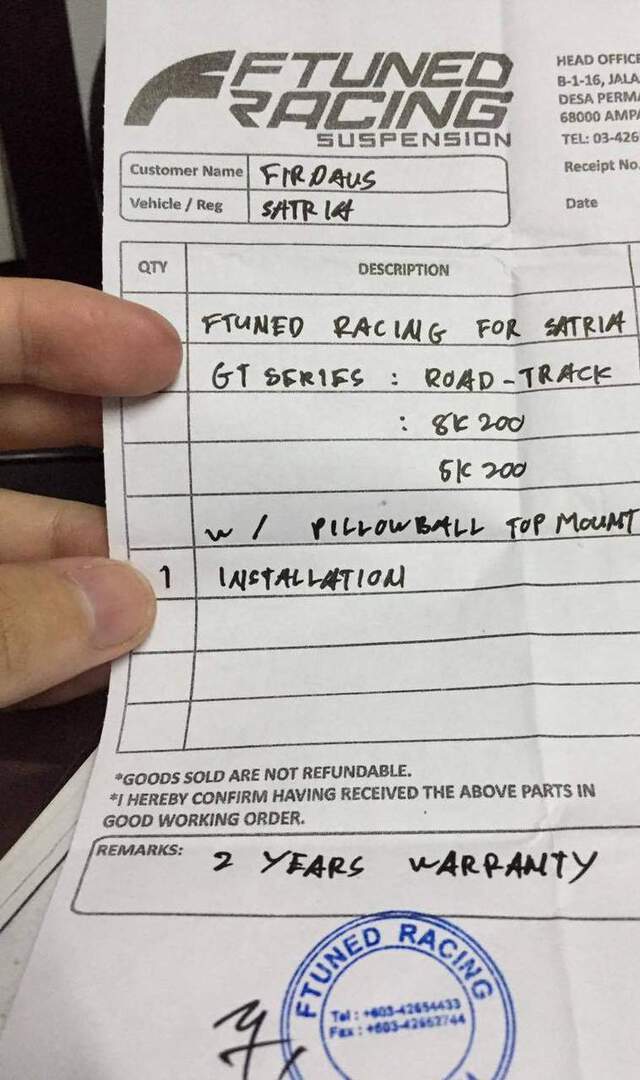 FTUNED
RACING
SUSPENSION
HEAD OFFICE
B-1-16, JALA
DESA PERMA
68000 AMPA
TEL: 03-426
Customer Name FIRDAUS
Receipt No.
Vehicle / Reg SATRIA
Date
QTY DESCRIPTION
FTUNED RACING FOR SATRIA
GT SERIES : ROAD-TRACK
: 8K 200
5K 200
w/ PILLOWBALL TOP MOUNT
1 INSTALLATION
*GOODS SOLD ARE NOT REFUNDABLE.
*I HEREBY CONFIRM HAVING RECEIVED THE ABOVE PARTS IN
GOOD WORKING ORDER.
REMARKS: 2 YEARS WARRANTY
FTUNED RACING
Tel : +603-42654433
Fax : +603-42662744